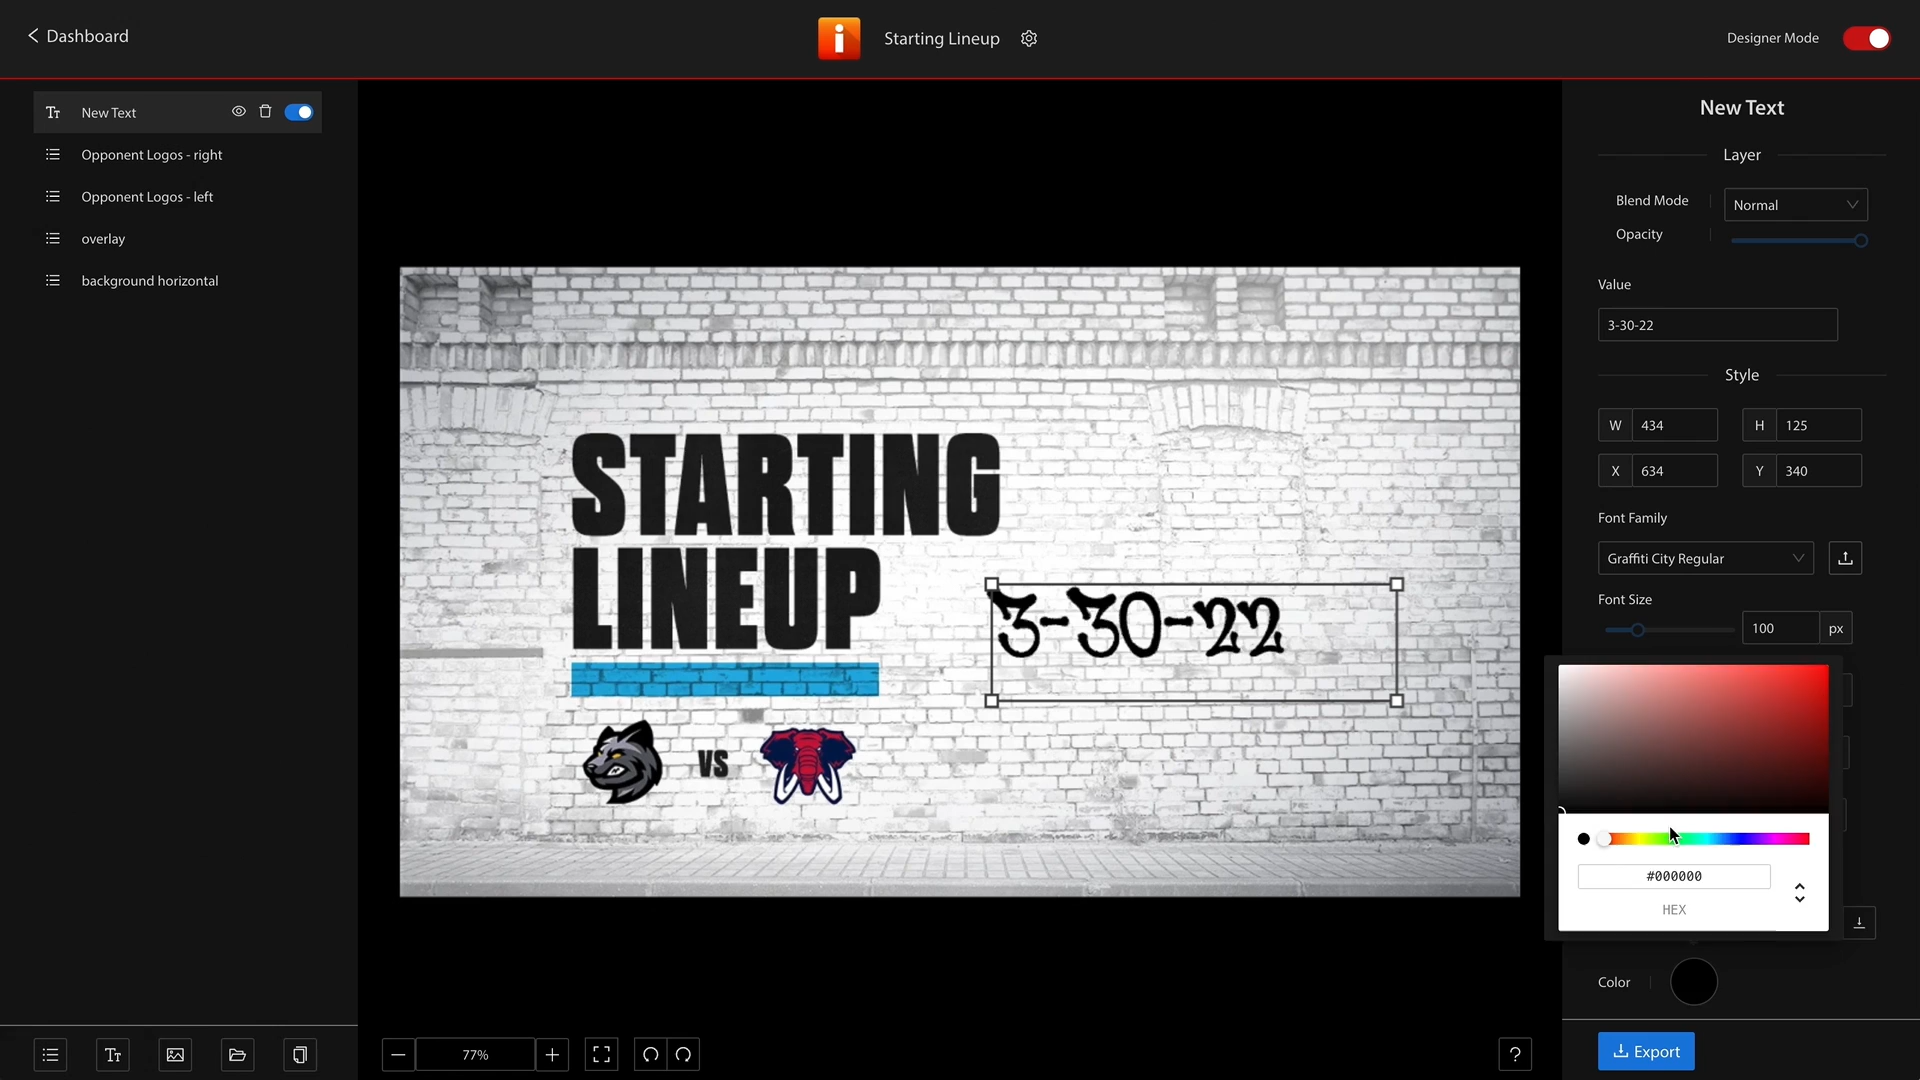 Dashboard
i
Starting Lineup
Designer Mode
Tт New Text
Opponent Logos - right
Opponent Logos - left
overlay
background horizontal
STARTING
LINEUP
VS
3-30-22
New Text
Layer
Blend Mode
Normal
Opacity
Value
3-30-22
Style
W 434
H 125
X 634
Y 340
Font Family
Graffiti City Regular
Font Size
100 px
#000000
HEX
Color
Tт
77%
?
Export